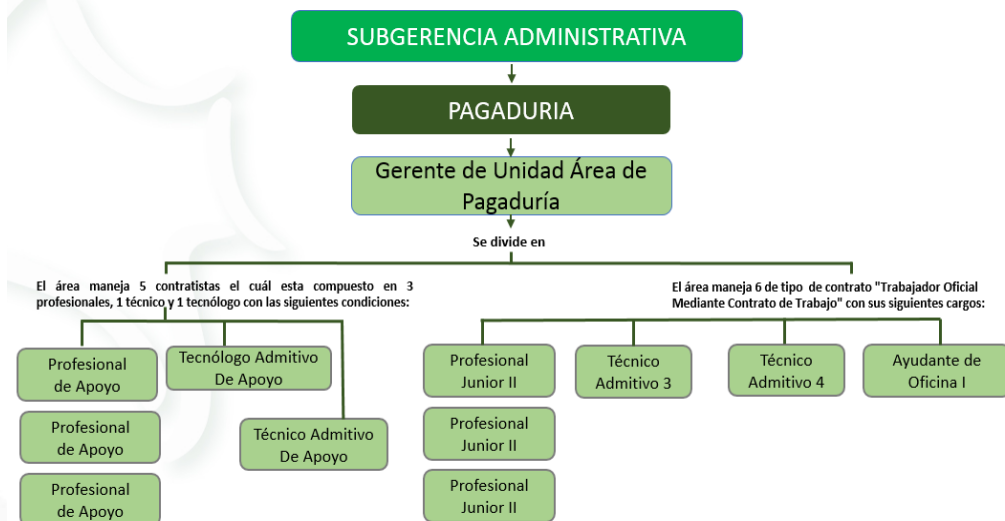 SUBGERENCIA ADMINISTRATIVA
PAGADURIA
Gerente de Unidad Área de
Pagaduría
Se divide en
El área maneja 5 contratistas el cuál esta compuesto en 3
profesionales, 1 técnico y 1 tecnólogo con las siguientes condiciones:
El área maneja 6 de tipo de contrato "Trabajador Oficial
Mediante Contrato de Trabajo" con sus siguientes cargos:
Profesional
de Apoyo
Tecnólogo Admitivo
De Apoyo
Profesional
de Apoyo
Técnico Admitivo
De Apoyo
Profesional
de Apoyo
Profesional
Junior II
Técnico
Admitivo 3
Técnico
Admitivo 4
Ayudante de
Oficina I
Profesional
Junior II
Profesional
Junior II